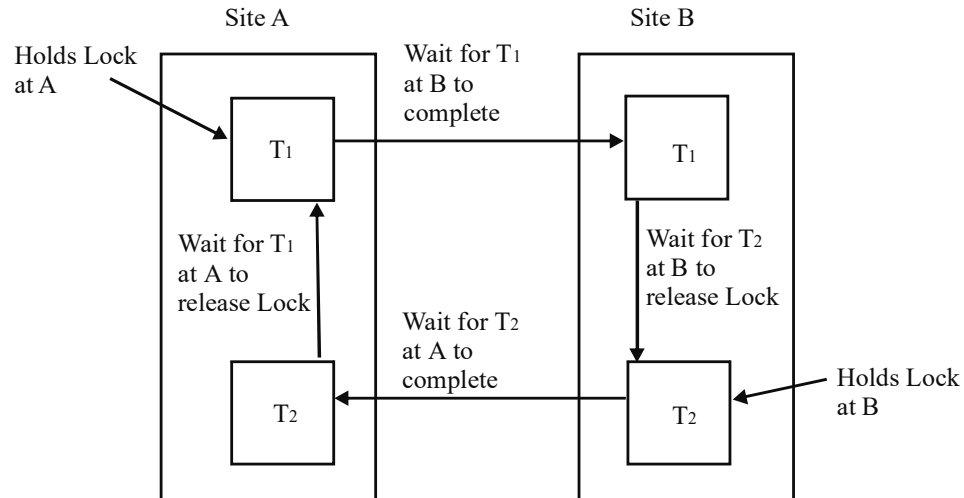 Site A
Site B
Holds Lock
at A
Wait for T1
at B to
complete
T1
T1
Wait for T1
at A to
release Lock
Wait for T2
at B to
release Lock
Wait for T2
at A to
complete
T2
T2
Holds Lock
at B